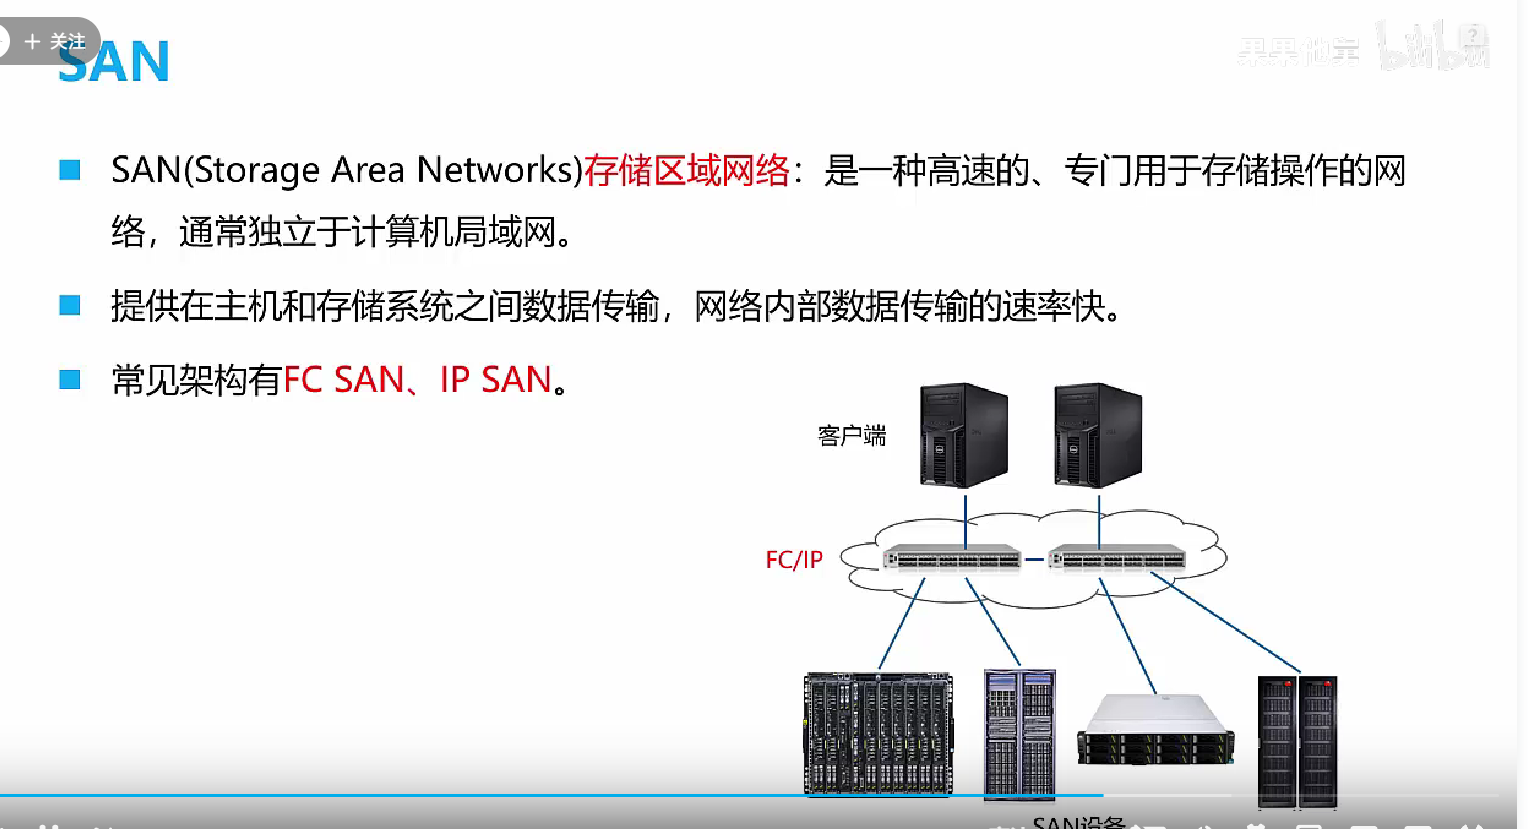 + 关注
SAN
SAN(Storage Area Networks)存储区域网络：是一种高速的、专门用于存储操作的网
络，通常独立于计算机局域网。
提供在主机和存储系统之间数据传输，网络内部数据传输的速率快。
常见架构有FC SAN、IP SAN。
客户端
FC/IP
SAN设备